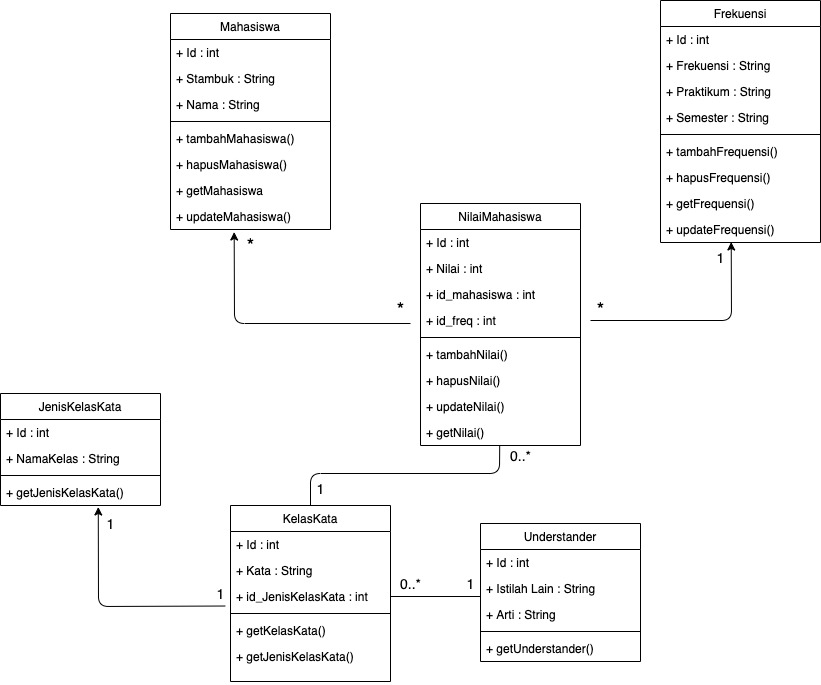 Mahasiswa
+ Id : int
+ Stambuk : String
+ Nama : String
+ tambahMahasiswa()
+ hapusMahasiswa()
+ getMahasiswa
+ updateMahasiswa()
*
Frekuensi
+ Id : int
+ Frekuensi : String
+ Praktikum : String
+ Semester : String
+ tambahFrequensi()
+ hapusFrequensi()
+ getFrequensi()
+ updateFrequensi()
1
NilaiMahasiswa
+ Id : int
+ Nilai : int
+ id_mahasiswa : int
+ id_freq : int
+ tambahNilai()
+ hapusNilai()
+ updateNilai()
+ getNilai()
*
*
0..*
JenisKelasKata
+ Id : int
+ NamaKelas : String
+ getJenisKelasKata()
1
1
1
KelasKata
+ Id : int
+ Kata : String
+ id_JenisKelasKata : int
+ getKelasKata()
+ getJenisKelasKata()
0..*
1
Understander
+ Id : int
+ Istilah Lain : String
+ Arti : String
+ getUnderstander()